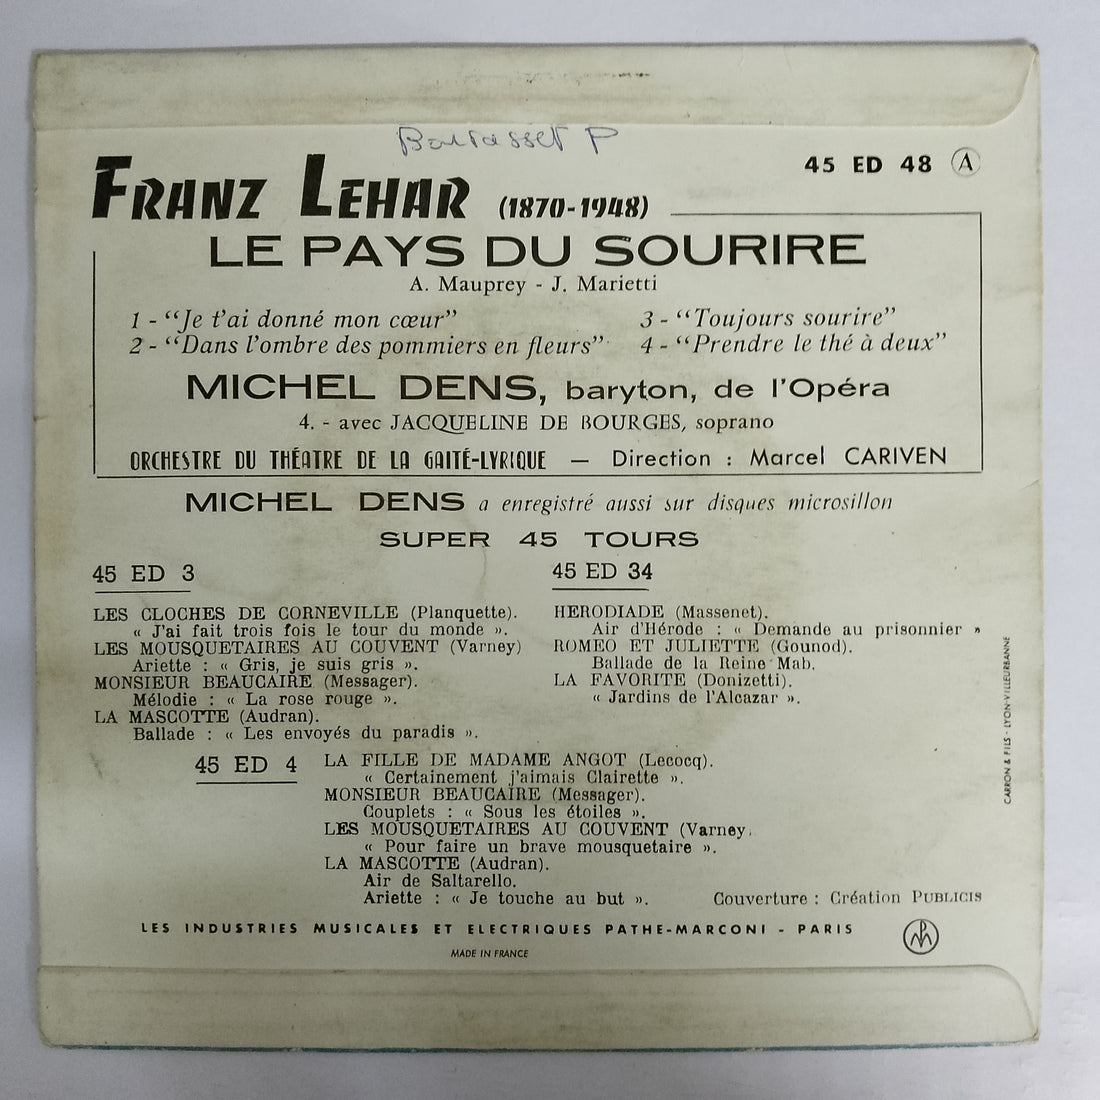 45 ED 48 A
FRANZ LEHAR (1870-1948)
LE PAYS DU SOURIRE
A. Mauprey - J. Marietti
1 - “Je t'ai donné mon cœur”
2 - “Dans l'ombre des pommiers en fleurs”
3 - “Toujours sourire”
4 - “Prendre le thé à deux”
MICHEL DENS, baryton, de l'Opéra
4. - avec JACQUELINE DE BOURGES, soprano
ORCHESTRE DU THÉATRE DE LA GAITÉ-LYRIQUE — Direction : Marcel CARIVEN
MICHEL DENS a enregistré aussi sur disques microsillon
SUPER 45 TOURS
45 ED 3
LES CLOCHES DE CORNEVILLE (Planquette).
« J'ai fait trois fois le tour du monde ».
LES MOUSQUETAIRES AU COUVENT (Varney)
Ariette : « Gris, je suis gris ».
MONSIEUR BEAUCAIRE (Messager).
Mélodie : « La rose rouge ».
LA MASCOTTE (Audran).
Ballade : « Les envoyés du paradis ».
45 ED 34
HERODIADE (Massenet).
Air d'Hérode : « Demande au prisonnier »
ROMEO ET JULIETTE (Gounod).
Ballade de la Reine Mab.
LA FAVORITE (Donizetti).
« Jardins de l'Alcazar ».
45 ED 4
LA FILLE DE MADAME ANGOT (Lecocq).
« Certainement j'aimais Clairette ».
MONSIEUR BEAUCAIRE (Messager).
Couplets : « Sous les étoiles ».
LES MOUSQUETAIRES AU COUVENT (Varney.
« Pour faire un brave mousquetaire ».
LA MASCOTTE (Audran).
Air de Saltarello.
Ariette : « Je touche au but ».
Couverture : Création PUBLICIS
CARRON & FILS - LYON-VILLEURBANNE
LES INDUSTRIES MUSICALES ET ELECTRIQUES PATHE-MARCONI - PARIS
MADE IN FRANCE